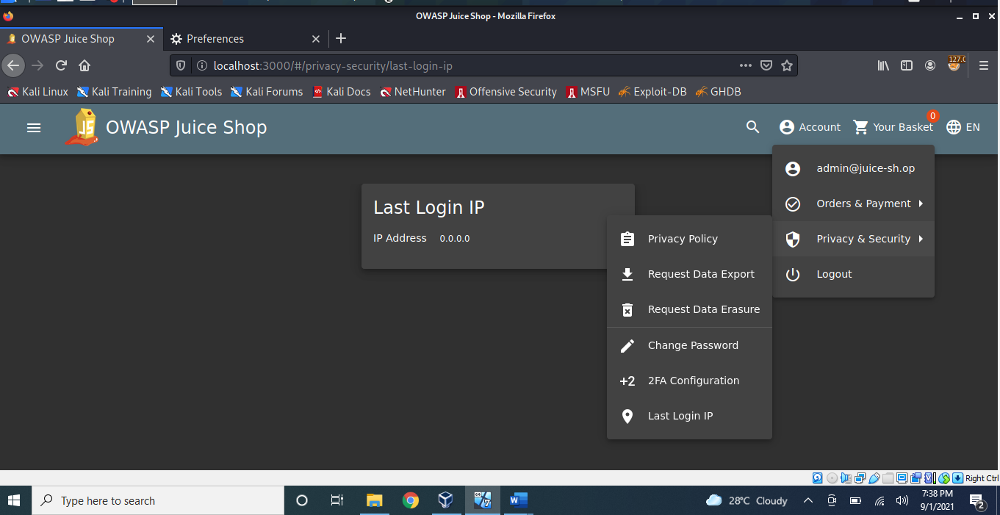 OWASP Juice Shop - Mozilla Firefox
OWASP Juice Shop
Preferences
localhost:3000/#/privacy-security/last-login-ip
127.0
Kali Linux Kali Training Kali Tools Kali Forums Kali Docs NetHunter Offensive Security MSFU Exploit-DB GHDB
JS OWASP Juice Shop Account Your Basket 0 EN
admin@juice-sh.op
Orders & Payment
Privacy & Security
Logout
Last Login IP
IP Address 0.0.0.0
Privacy Policy
Request Data Export
Request Data Erasure
Change Password
+2 2FA Configuration
Last Login IP
Right Ctrl
Type here to search
W
28°C Cloudy
7:38 PM
9/1/2021
2